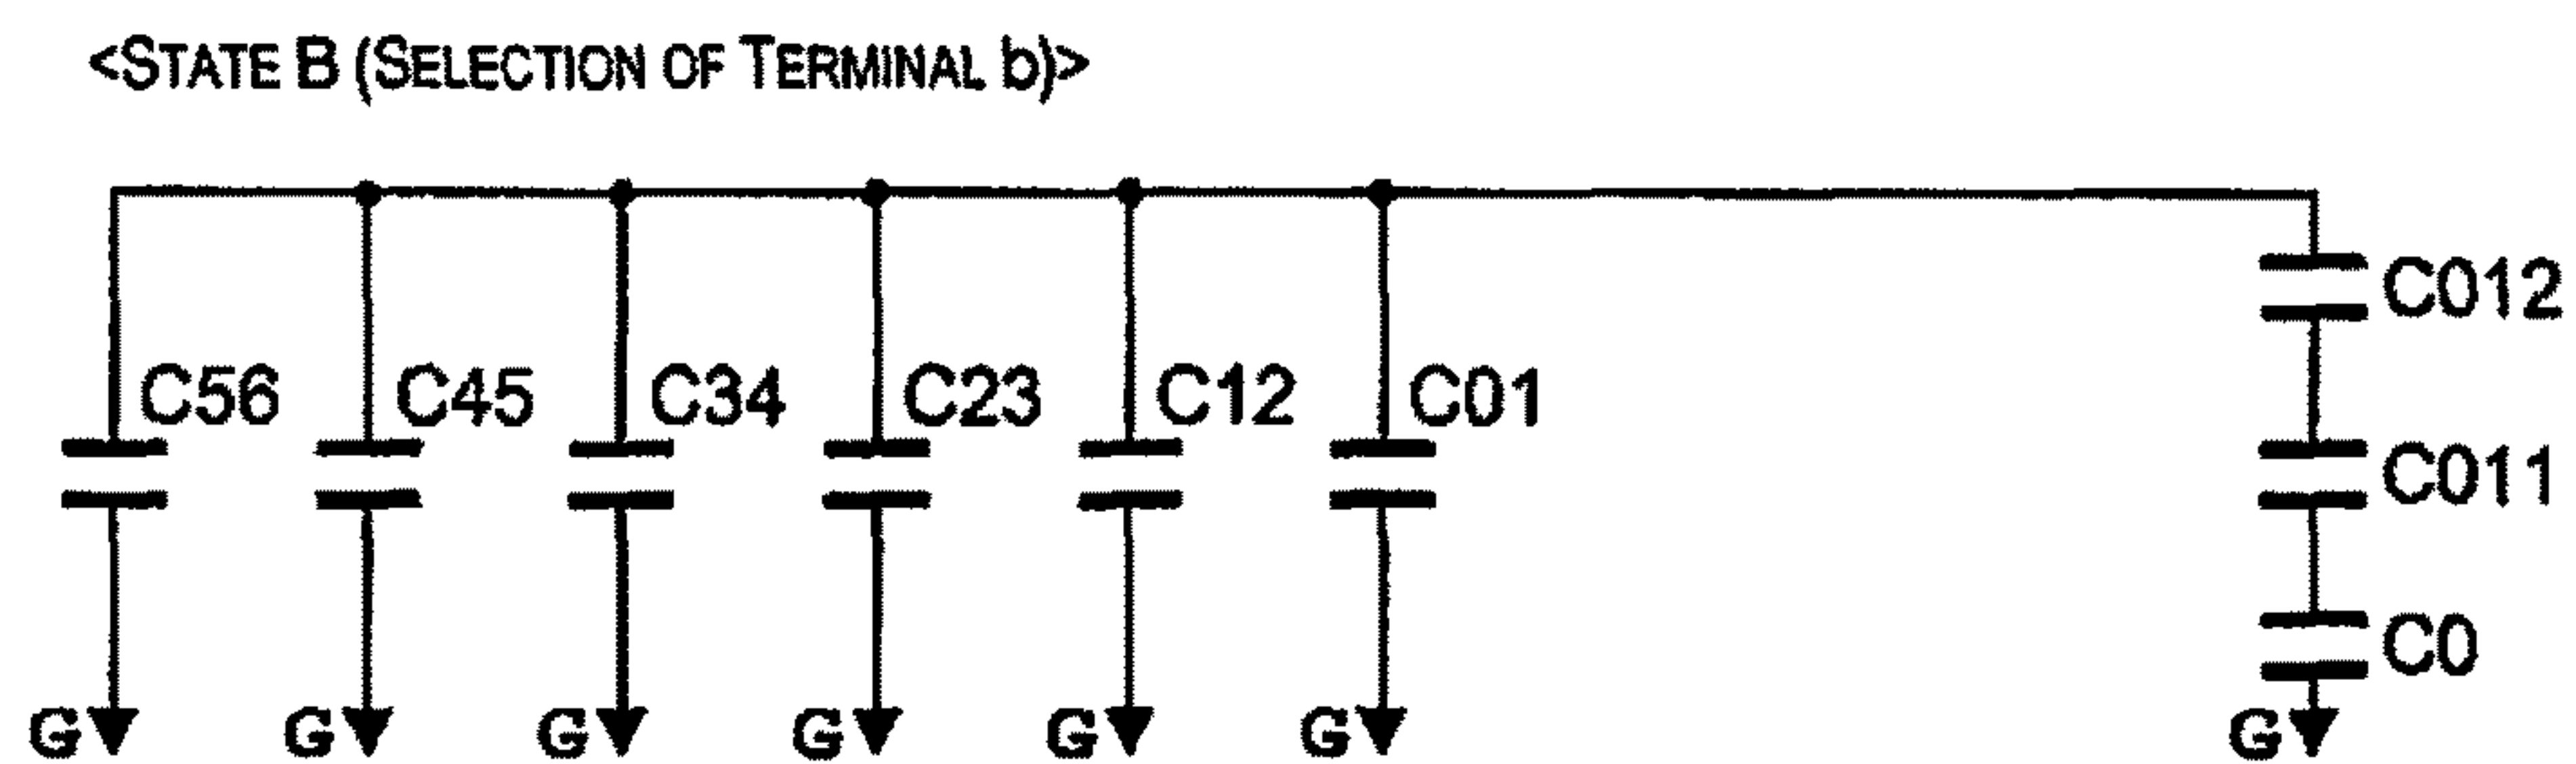 <STATE B (SELECTION OF TERMINAL b)>
C012
C56 C45 C34 C23 C12 C01
C011
C0
G G G G G G G